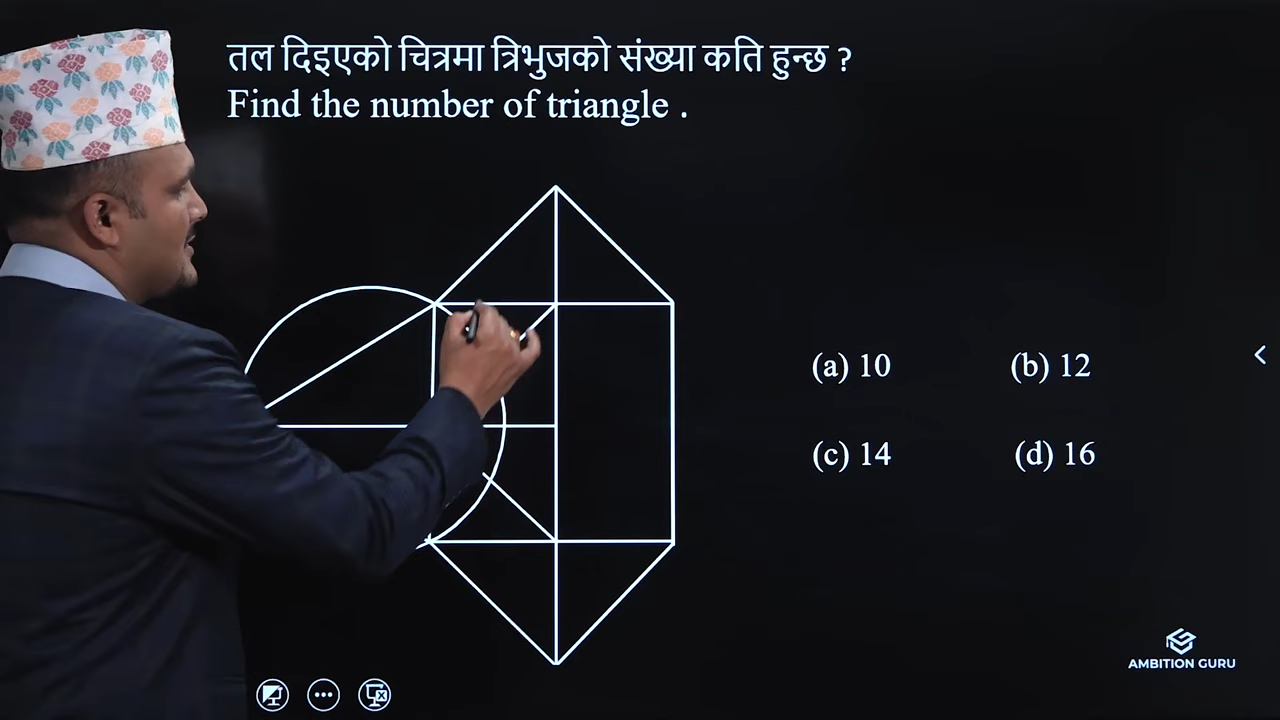 तल दिइएको चित्रमा त्रिभुजको संख्या कति हुन्छ ?
Find the number of triangle .
(a) 10
(b) 12
(c) 14
(d) 16
AMBITION GURU